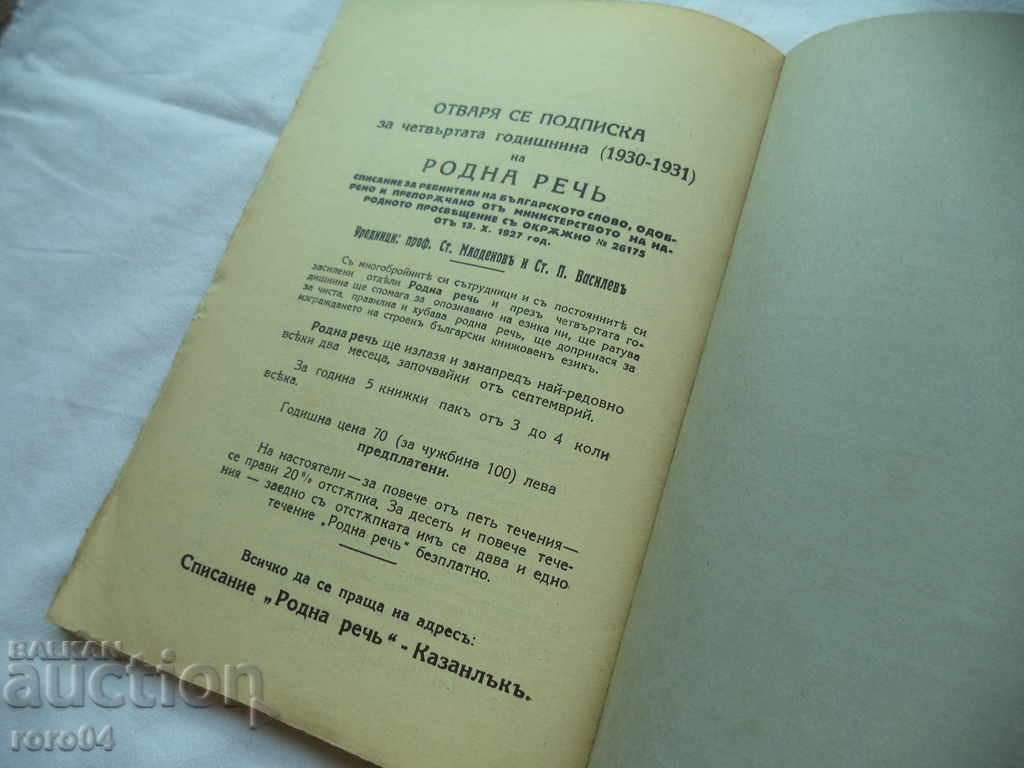 ОТВАРЯ СЕ ПОДПИСКА
за четвъртата годишнина (1930-1931)
на
РОДНА РЕЧЬ
СПИСАНИЕ ЗА РЕВНИТЕЛИ НА БЪЛГАРСКОТО СЛОВО, ОДОБ-
РЕНО И ПРЕПОРѪЧАНО ОТЪ МИНИСТЕРСТВОТО НА НА-
РОДНОТО ПРОСВѢЩЕНИЕ СЪ ОКРѪЖНО № 26175
ОТЪ 13. X. 1927 ГОД.
Уредници: проф. Ст. Младеновъ и Ст. П. Василевъ
Съ многобройнитѣ си сътрудници и съ постояннитѣ си
засилени отдѣли Родна речь и презъ четвъртата го-
дишнина ще спомага за опознаване на езика ни, ще ратува
за чиста, правилна и хубава родна речь, ще допринася за
изграждането на строенъ български книжовенъ езикъ.
Родна речь ще излазя и занапредъ най-редовно
всѣки два месеца, започвайки отъ септемврий.
За година 5 книжки пакъ отъ 3 до 4 коли
всѣка.
Годишна цена 70 (за чужбина 100) лева
предплатени.
На настоятели — за повече отъ петь течения —
се прави 20% отстѫпка. За десеть и повече тече-
ния — заедно съ отстѫпката имъ се дава и едно
течение „Родна речь“ безплатно.
Всичко да се праща на адресъ:
Списание „Родна речь“ - Казанлъкъ.
БАЛКАН
auction
roro04